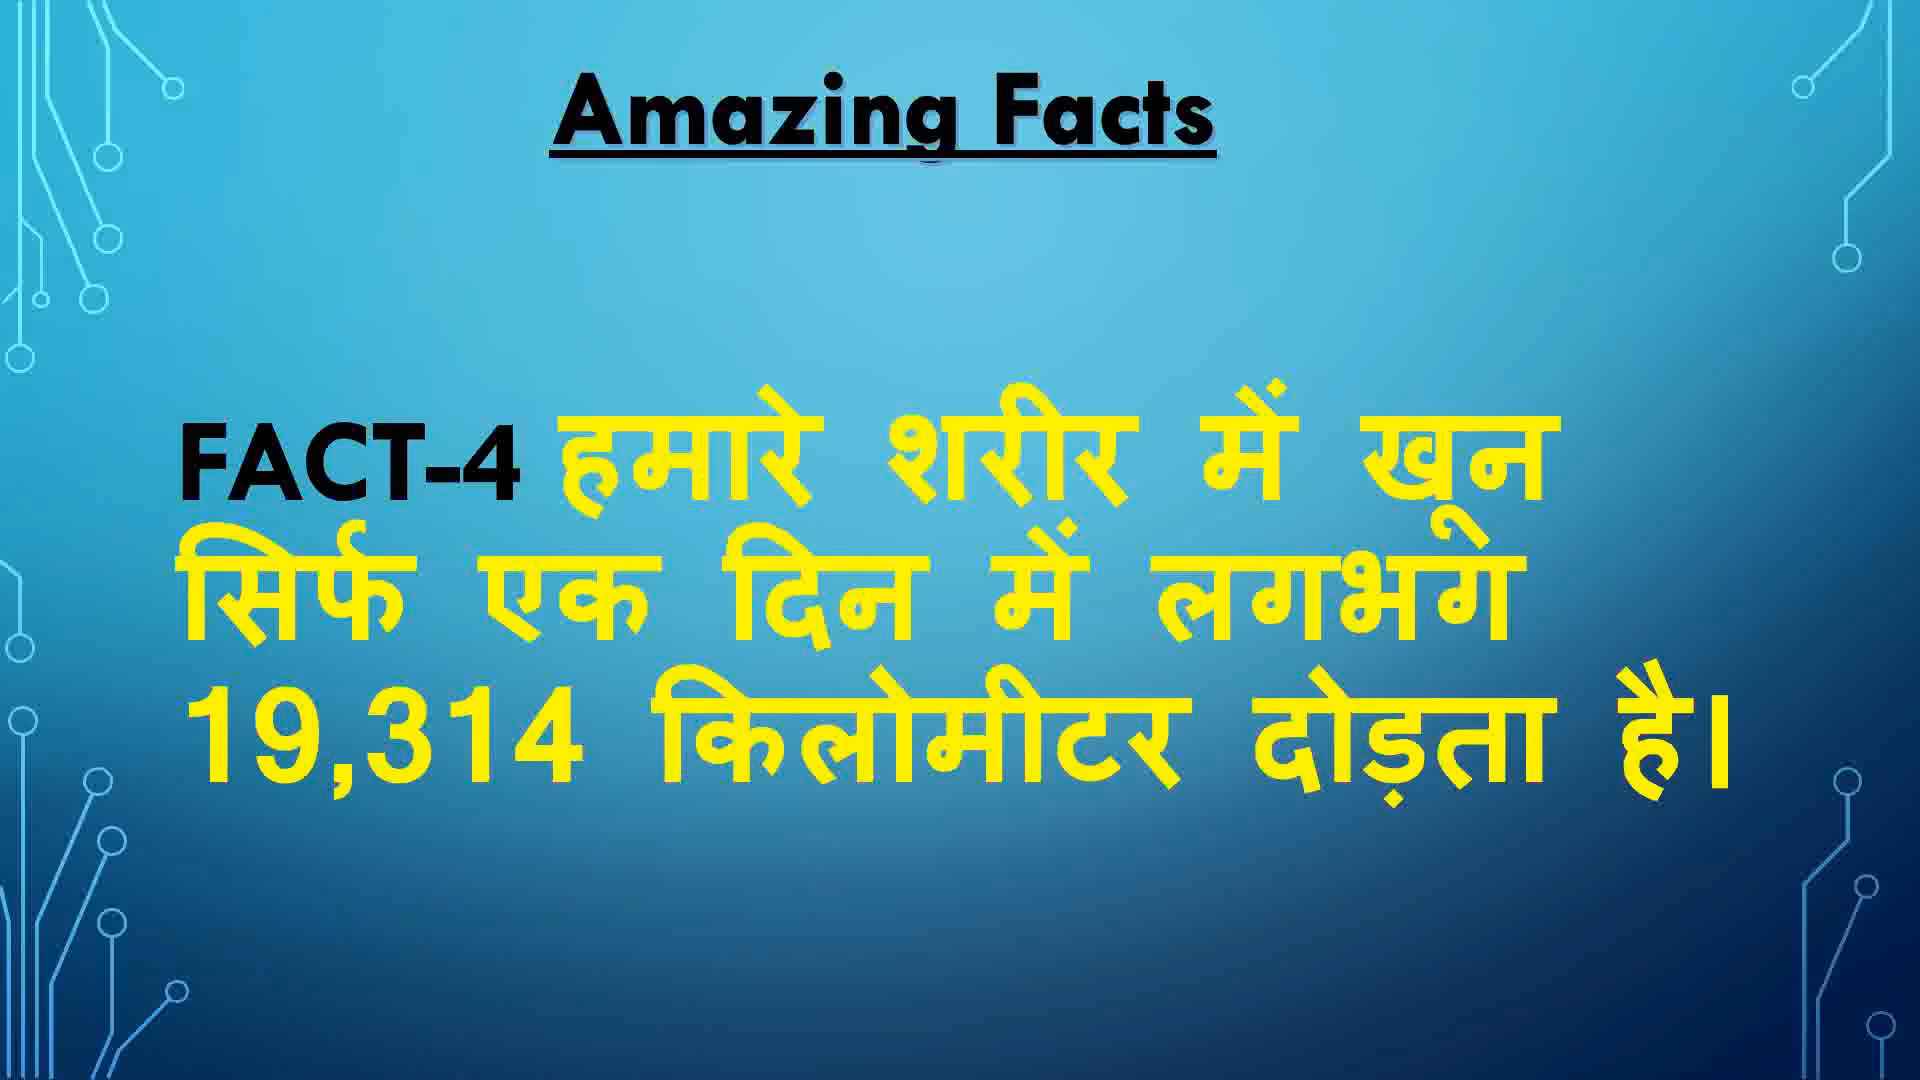 Amazing Facts
FACT-4 हमारे शरीर में खून
सिर्फ एक दिन में लगभग
19,314 किलोमीटर दोड़ता है।